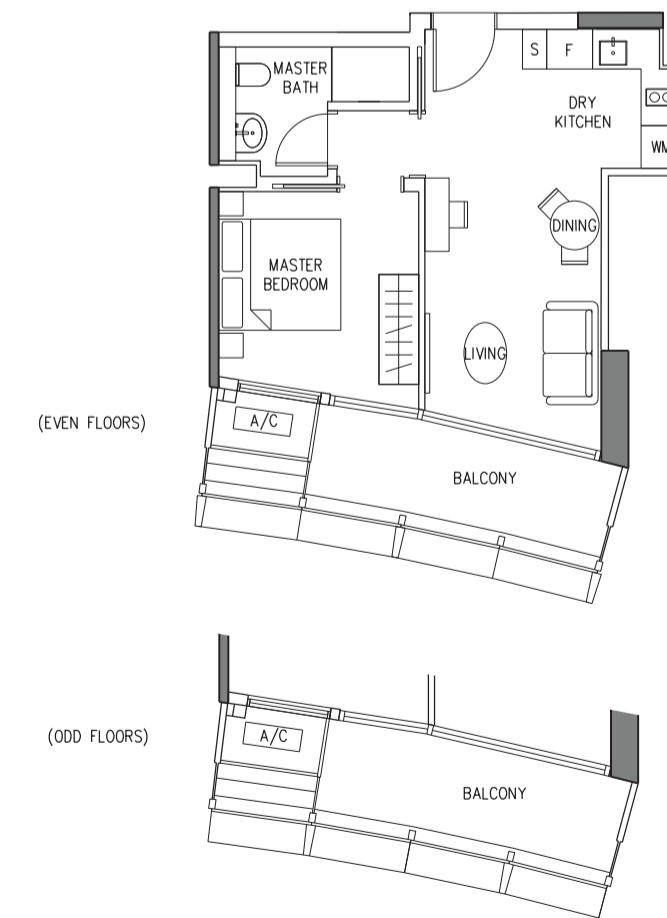 MASTER
BATH
S
F
DRY
KITCHEN
WM
DINING
MASTER
BEDROOM
LIVING
(EVEN FLOORS)
A/C
BALCONY
(ODD FLOORS)
A/C
BALCONY